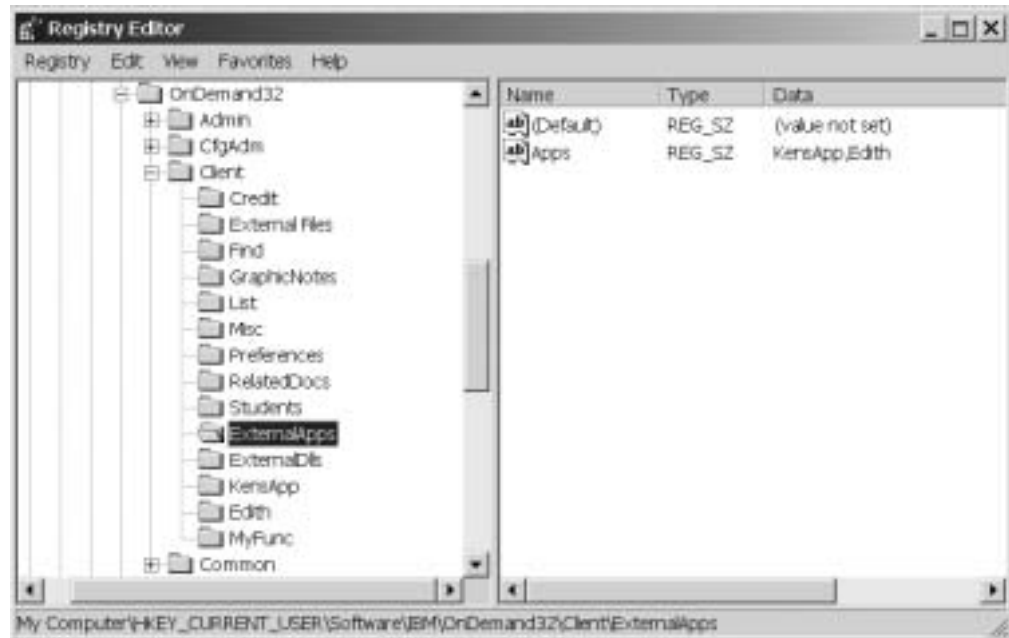 Registry Editor
Registry Edit View Favorites Help
OnDemand32
Admin
CfgAdm
Client
Credit
External Files
Find
GraphicNotes
List
Misc
Preferences
RelatedDocs
Students
ExternalApps
ExternalDlls
KensApp
Edith
MyFunc
Common
Name Type Data
ab (Default) REG_SZ (value not set)
ab Apps REG_SZ KensApp,Edith
My Computer\HKEY_CURRENT_USER\Software\IBM\OnDemand32\Client\ExternalApps